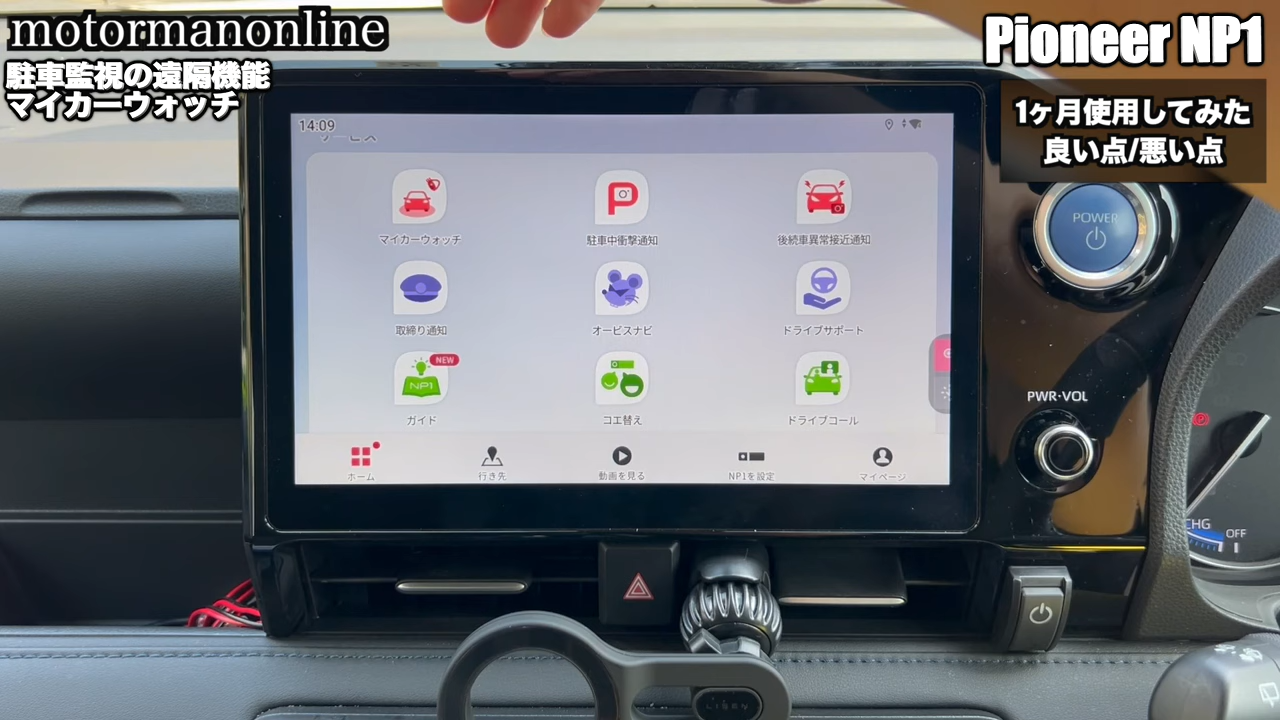 motormanonline
駐車監視の遠隔機能
マイカーウォッチ
Pioneer NP1
1ヶ月使用してみた
良い点/悪い点
14:09
サービス
マイカーウォッチ
駐車中衝撃通知
後続車異常接近通知
取締り通知
オービスナビ
ドライブサポート
NEW
NP1
ガイド
コエ替え
ドライブコール
ホーム
行き先
動画を見る
NP1を設定
マイページ
POWER
PWR·VOL
CHG
OFF
LISEN